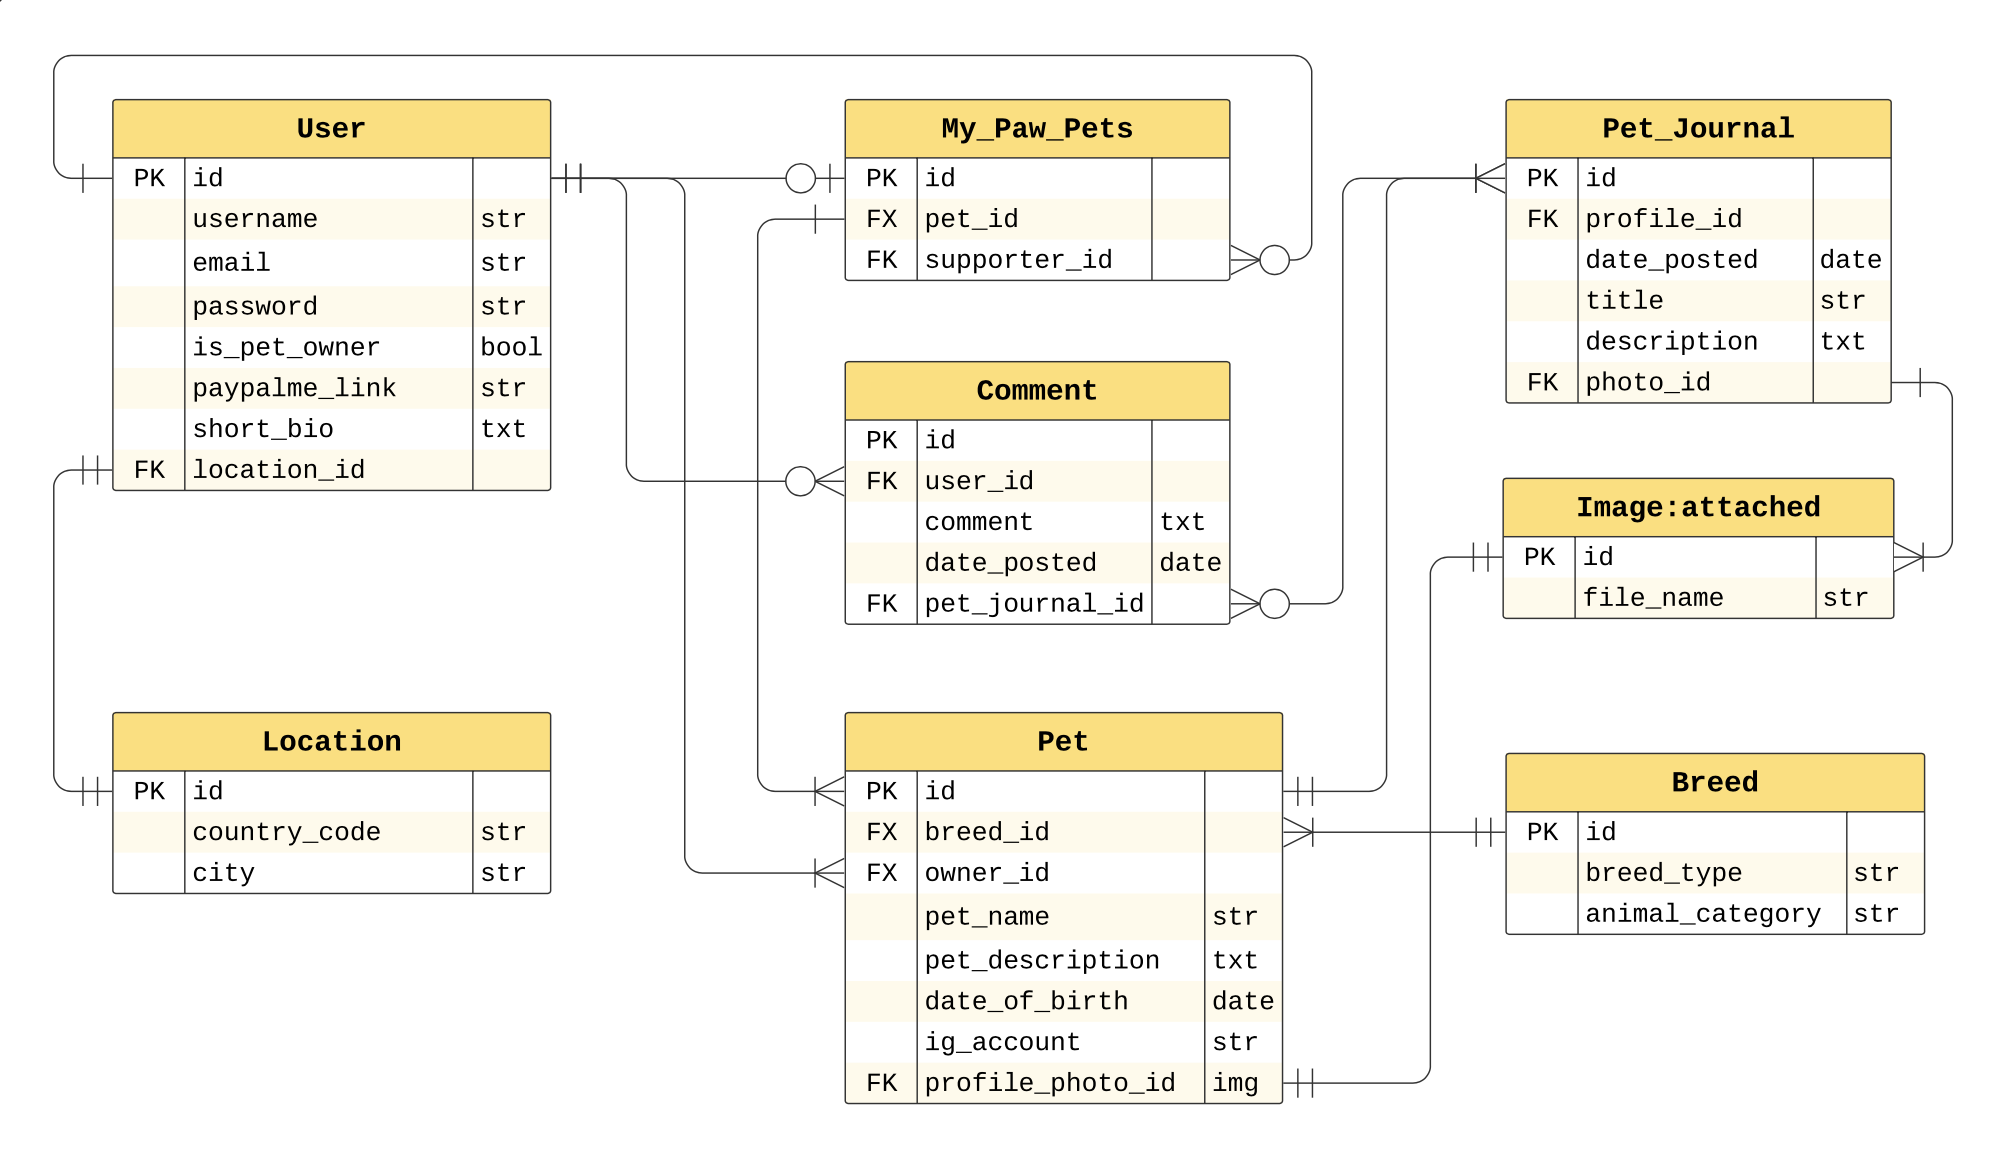 User
PK id
username str
email str
password str
is_pet_owner bool
paypalme_link str
short_bio txt
FK location_id
My_Paw_Pets
PK id
FX pet_id
FK supporter_id
Pet_Journal
PK id
FK profile_id
date_posted date
title str
description txt
FK photo_id
Comment
PK id
FK user_id
comment txt
date_posted date
FK pet_journal_id
Image:attached
PK id
file_name str
Location
PK id
country_code str
city str
Pet
PK id
FX breed_id
FX owner_id
pet_name str
pet_description txt
date_of_birth date
ig_account str
FK profile_photo_id img
Breed
PK id
breed_type str
animal_category str